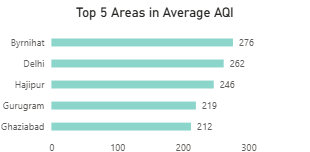 Top 5 Areas in Average AQI
Byrnihat 276
Delhi 262
Hajipur 246
Gurugram 219
Ghaziabad 212
0 100 200 300